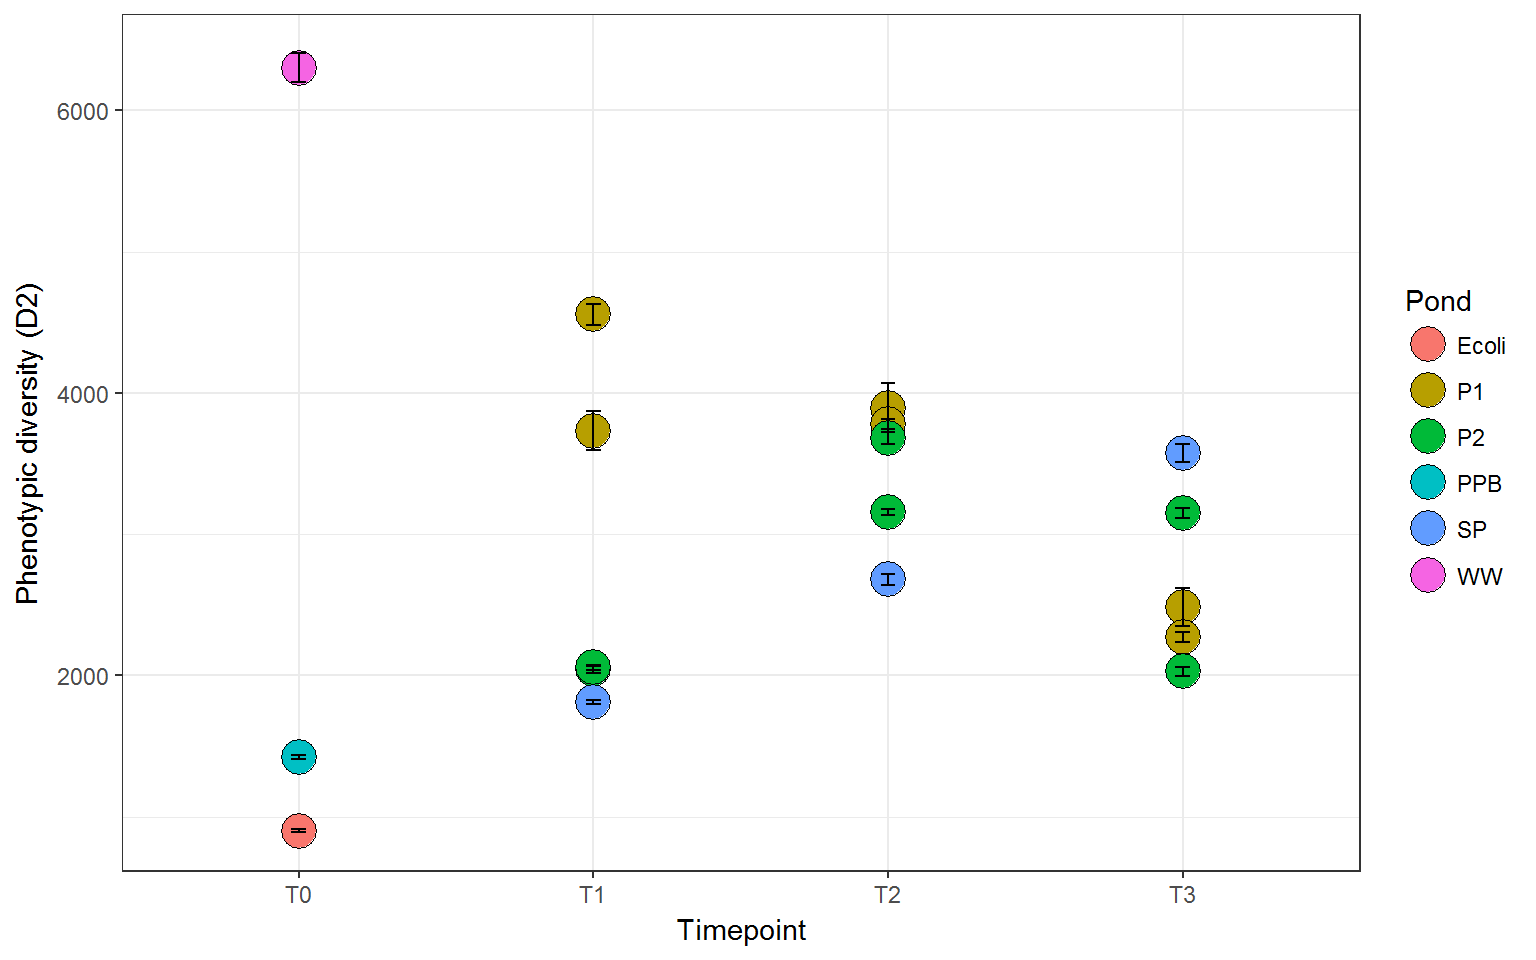 Phenotypic diversity (D2)
6000
4000
2000
T0
T1
T2
T3
Timepoint
Pond
Ecoli
P1
P2
PPB
SP
WW